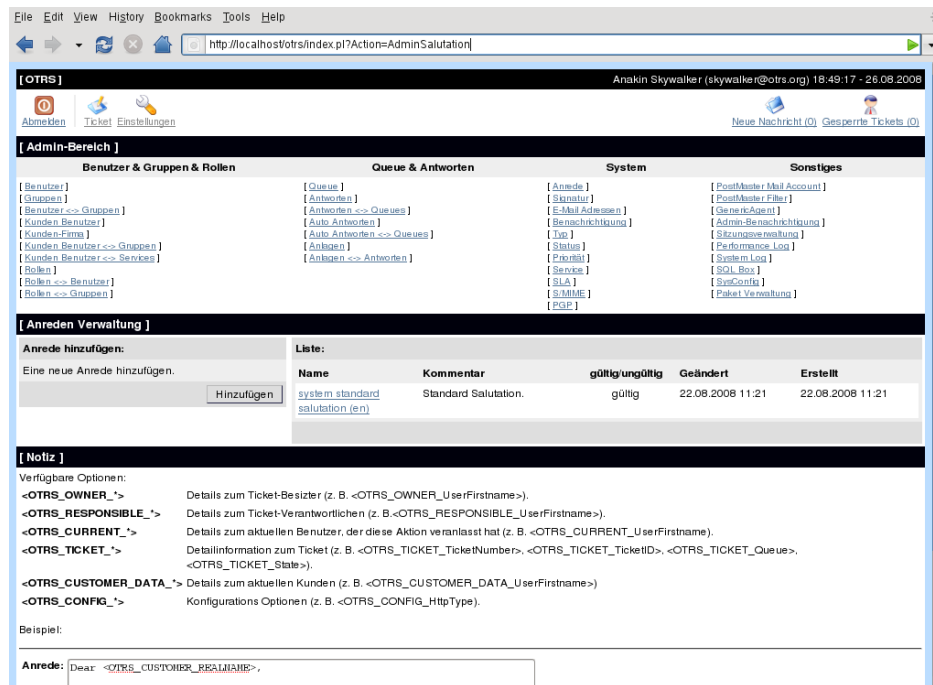 File Edit View History Bookmarks Tools Help
http://localhost/otrs/index.pl?Action=AdminSalutation
[ OTRS ] Anakin Skywalker (skywalker@otrs.org) 18:49:17 - 26.08.2008
Abmelden Ticket Einstellungen Neue Nachricht (0) Gesperrte Tickets (0)
[ Admin-Bereich ]
Benutzer & Gruppen & Rollen Queue & Antworten System Sonstiges
[ Benutzer ] [ Queue ] [ Anrede ] [ PostMaster Mail Account ]
[ Gruppen ] [ Antworten ] [ Signatur ] [ PostMaster Filter ]
[ Benutzer <-> Gruppen ] [ Antworten <-> Queues ] [ E-Mail Adressen ] [ GenericAgent ]
[ Kunden Benutzer ] [ Auto Antworten ] [ Benachrichtigung ] [ Admin-Benachrichtigung ]
[ Kunden-Firma ] [ Auto Antworten <-> Queues ] [ Typ ] [ Sitzungsverwaltung ]
[ Kunden Benutzer <-> Gruppen ] [ Anlagen ] [ Status ] [ Performance Log ]
[ Kunden Benutzer <-> Services ] [ Anlagen <-> Antworten ] [ Priorität ] [ System Log ]
[ Rollen ] [ Service ] [ SQL Box ]
[ Rollen <-> Benutzer ] [ SLA ] [ SysConfig ]
[ Rollen <-> Gruppen ] [ S/MIME ] [ Paket Verwaltung ]
[ PGP ]
[ Anreden Verwaltung ]
Anrede hinzufügen: Liste:
Eine neue Anrede hinzufügen. Name Kommentar gültig/ungültig Geändert Erstellt
Hinzufügen system standard Standard Salutation. gültig 22.08.2008 11:21 22.08.2008 11:21
salutation (en)
[ Notiz ]
Verfügbare Optionen:
<OTRS_OWNER_*> Details zum Ticket-Besizter (z. B. <OTRS_OWNER_UserFirstname>).
<OTRS_RESPONSIBLE_*> Details zum Ticket-Verantwortlichen (z. B.<OTRS_RESPONSIBLE_UserFirstname>).
<OTRS_CURRENT_*> Details zum aktuellen Benutzer, der diese Aktion veranlasst hat (z. B. <OTRS_CURRENT_UserFirstname).
<OTRS_TICKET_*> Detailinformation zum Ticket (z. B. <OTRS_TICKET_TicketNumber>, <OTRS_TICKET_TicketID>, <OTRS_TICKET_Queue>,
<OTRS_TICKET_State>).
<OTRS_CUSTOMER_DATA_*> Details zum aktuellen Kunden (z. B. <OTRS_CUSTOMER_DATA_UserFirstname>)
<OTRS_CONFIG_*> Konfigurations Optionen (z. B. <OTRS_CONFIG_HttpType).
Beispiel:
Anrede: Dear <OTRS_CUSTOMER_REALNAME>,